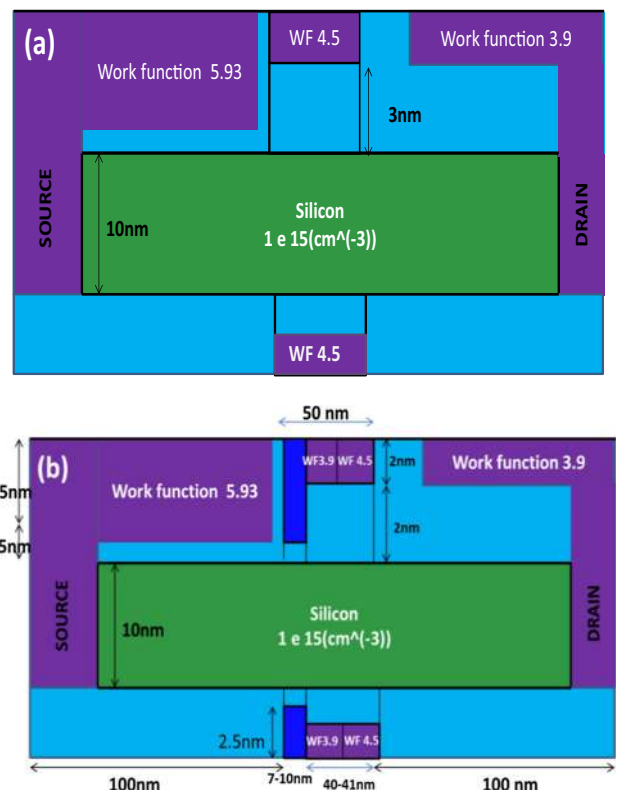 (a)
WF 4.5
Work function 5.93
Work function 3.9
3nm
SOURCE
10nm
Silicon
1 e 15(cm^(-3))
DRAIN
WF 4.5
50 nm
(b)
WF3.9
WF 4.5
2nm
Work function 3.9
5nm
Work function 5.93
2nm
5nm
SOURCE
10nm
Silicon
1 e 15(cm^(-3))
DRAIN
2.5nm
WF3.9
WF 4.5
100nm
7-10nm
40-41nm
100 nm